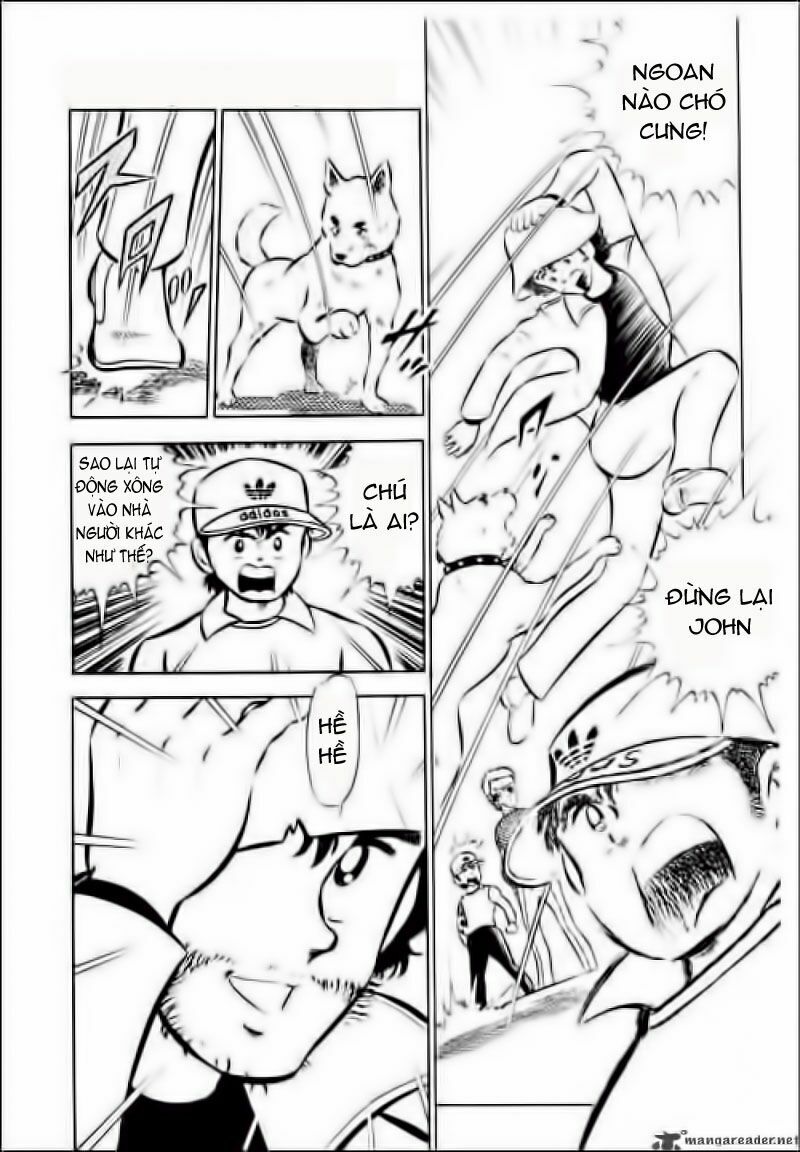 NGOAN
NÀO CHÓ
CƯNG!
ĐỪNG LẠI
JOHN
CHÚ
LÀ AI?
adidas
SAO LẠI TỰ
ĐỘNG XÔNG
VÀO NHÀ
NGƯỜI KHÁC
NHƯ THẾ?
HỀ
HỀ
mangareader.net